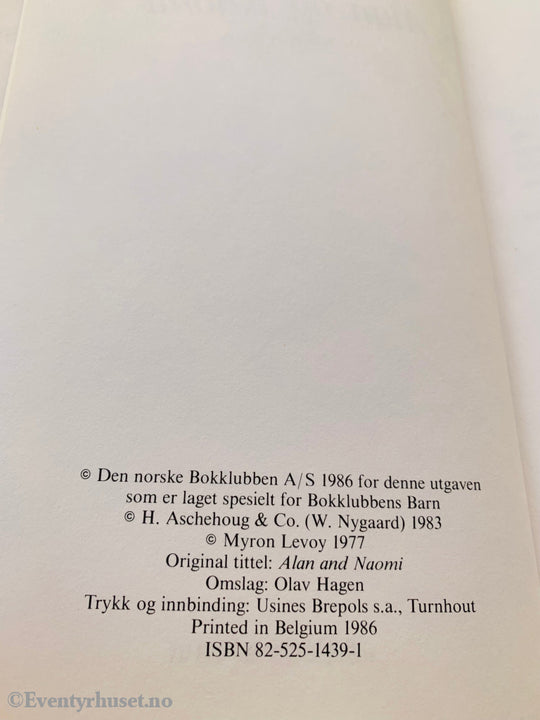 © Den norske Bokklubben A/S 1986 for denne utgaven
som er laget spesielt for Bokklubbens Barn
© H. Aschehoug & Co. (W. Nygaard) 1983
© Myron Levoy 1977
Original tittel: Alan and Naomi
Omslag: Olav Hagen
Trykk og innbinding: Usines Brepols s.a., Turnhout
Printed in Belgium 1986
ISBN 82-525-1439-1
©Eventyrhuset.no